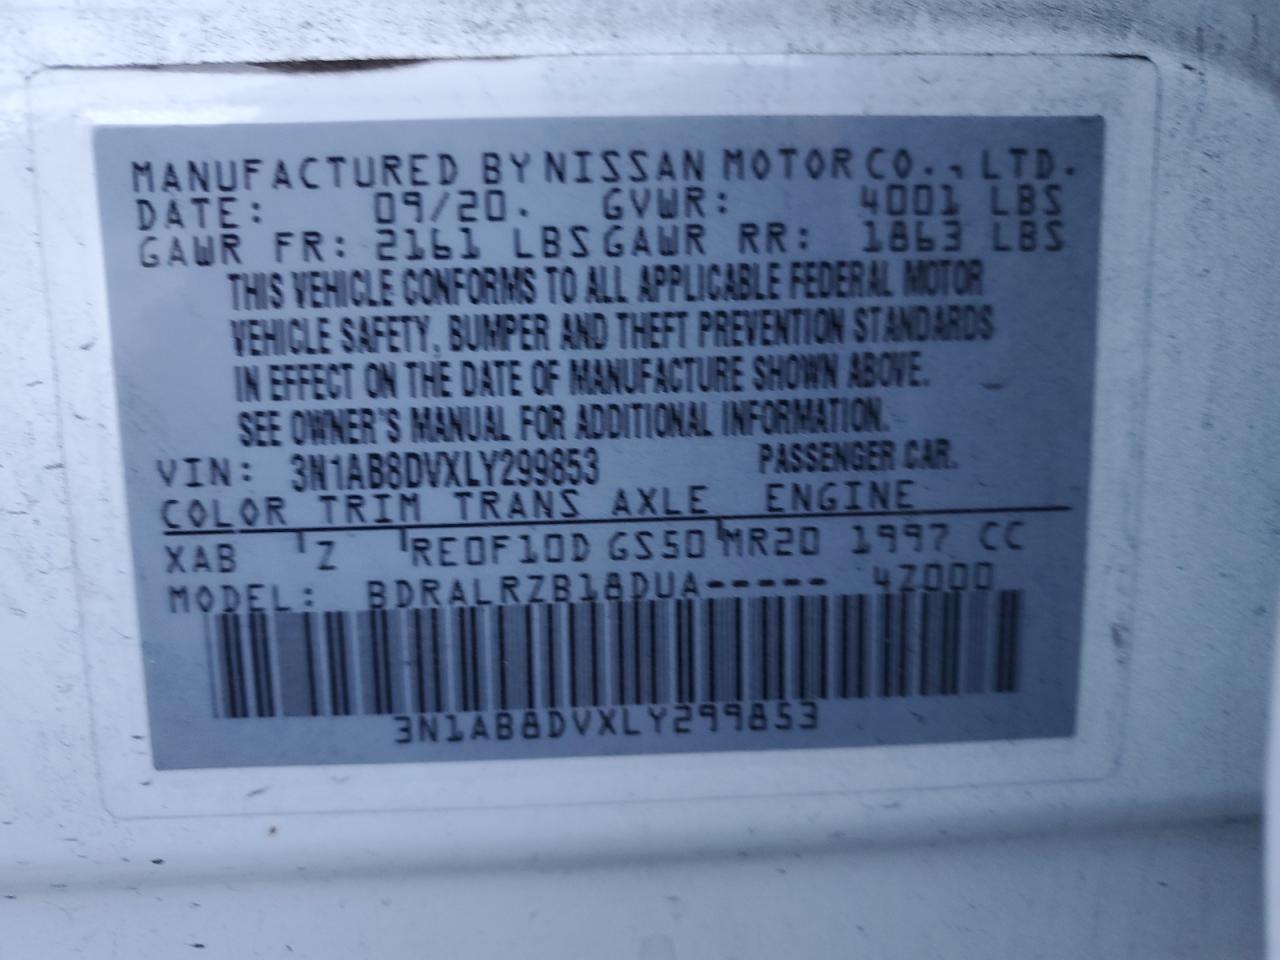 MANUFACTURED BY NISSAN MOTOR CO., LTD.
DATE: 09/20. GVWR: 4001 LBS
GAWR FR: 2161 LBS GAWR RR: 1863 LBS
THIS VEHICLE CONFORMS TO ALL APPLICABLE FEDERAL MOTOR
VEHICLE SAFETY, BUMPER AND THEFT PREVENTION STANDARDS
IN EFFECT ON THE DATE OF MANUFACTURE SHOWN ABOVE.
SEE OWNER'S MANUAL FOR ADDITIONAL INFORMATION.
VIN: 3N1AB8DVXLY299853 PASSENGER CAR.
COLOR TRIM TRANS AXLE ENGINE
XAB Z RE0F10D GS50 MR20 1997 CC
MODEL: BDRALRZB18DUA----- 4Z000
3N1AB8DVXLY299853